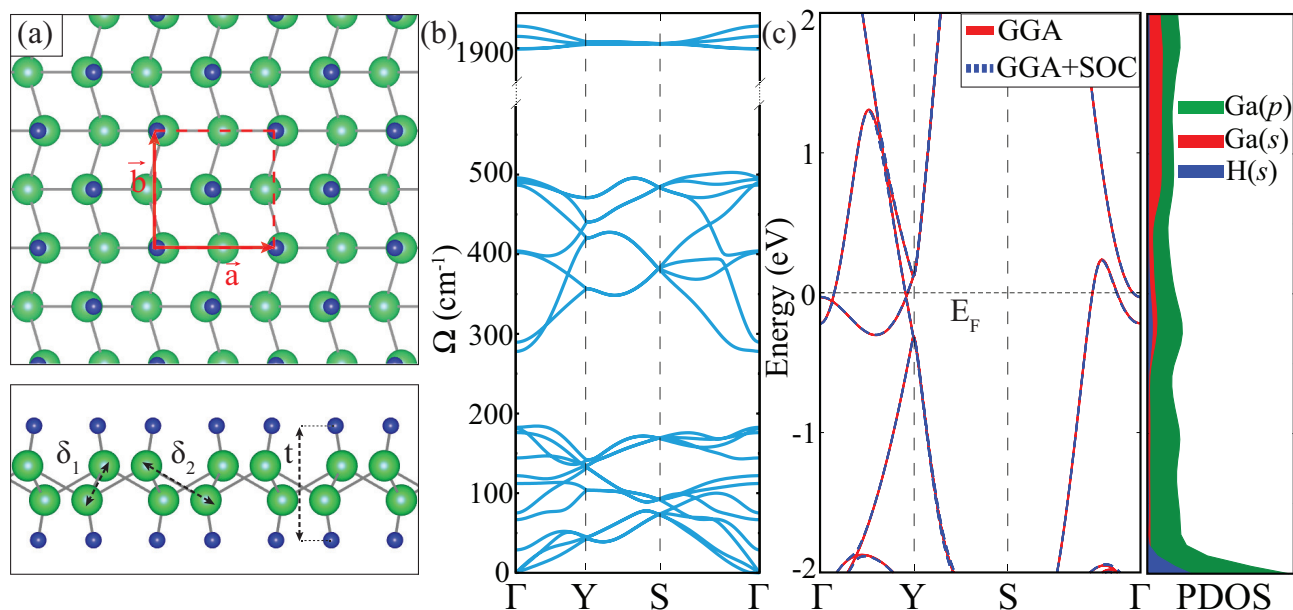 (a)
b
a
δ1
δ2
t
(b)
1900
500
400
300
200
100
0
Ω (cm-1)
Γ
Y
S
Γ
(c)
GGA
GGA+SOC
2
1
0
-1
-2
Energy (eV)
EF
Γ
Y
S
Γ
Ga(p)
Ga(s)
H(s)
PDOS